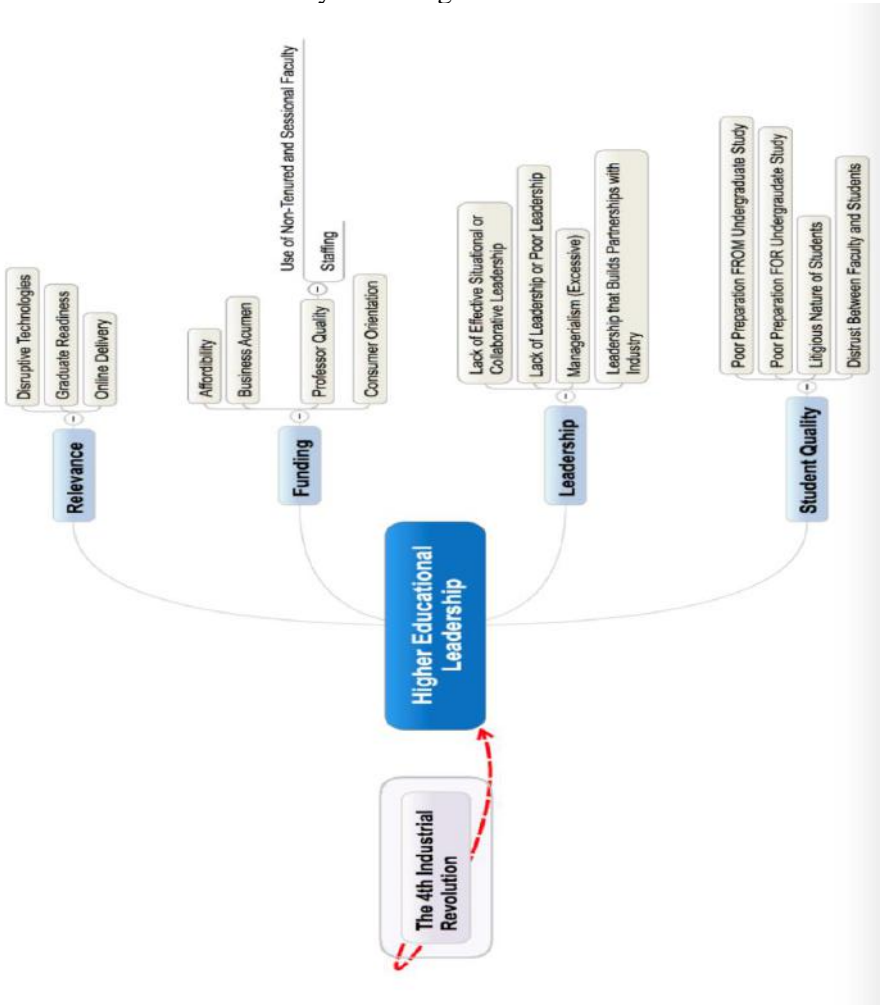 The 4th Industrial
Revolution
Higher Educational
Leadership
Relevance
Disruptive Technologies
Graduate Readiness
Online Delivery
Funding
Affordibility
Business Acumen
Professor Quality
Staffing
Use of Non-Tenured and Sessional Faculty
Consumer Orientation
Leadership
Lack of Effective Situational or
Collaborative Leadership
Lack of Leadership or Poor Leadership
Managerialism (Excessive)
Leadership that Builds Partnerships with
Industry
Student Quality
Poor Preparation FROM Undergraduate Study
Poor Preparation FOR Undergraudate Study
Litigious Nature of Students
Distrust Between Faculty and Students